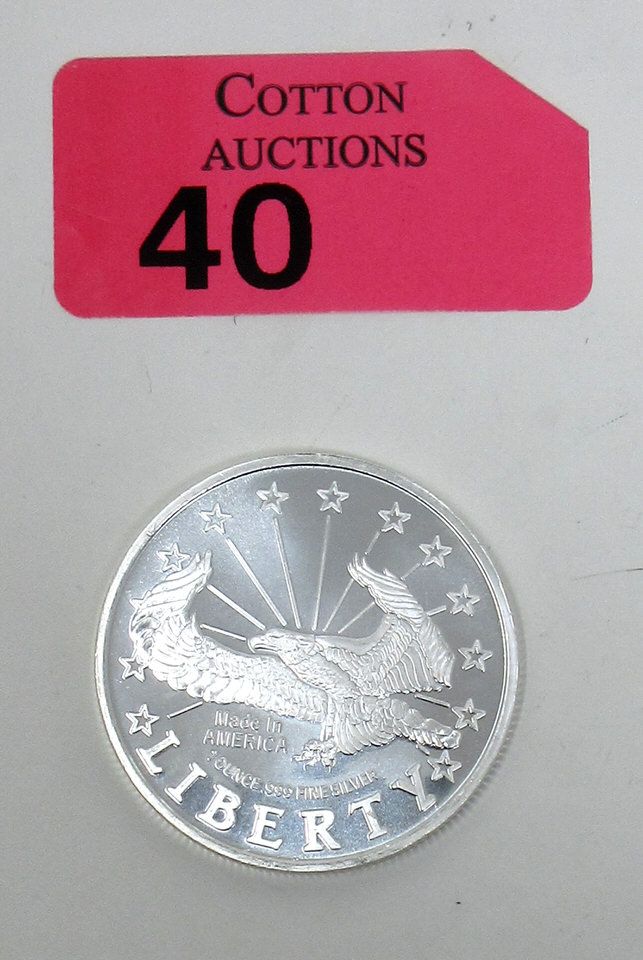 COTTON
AUCTIONS
40
Made In
AMERICA
OUNCE .999 FINE SILVER
LIBERTY